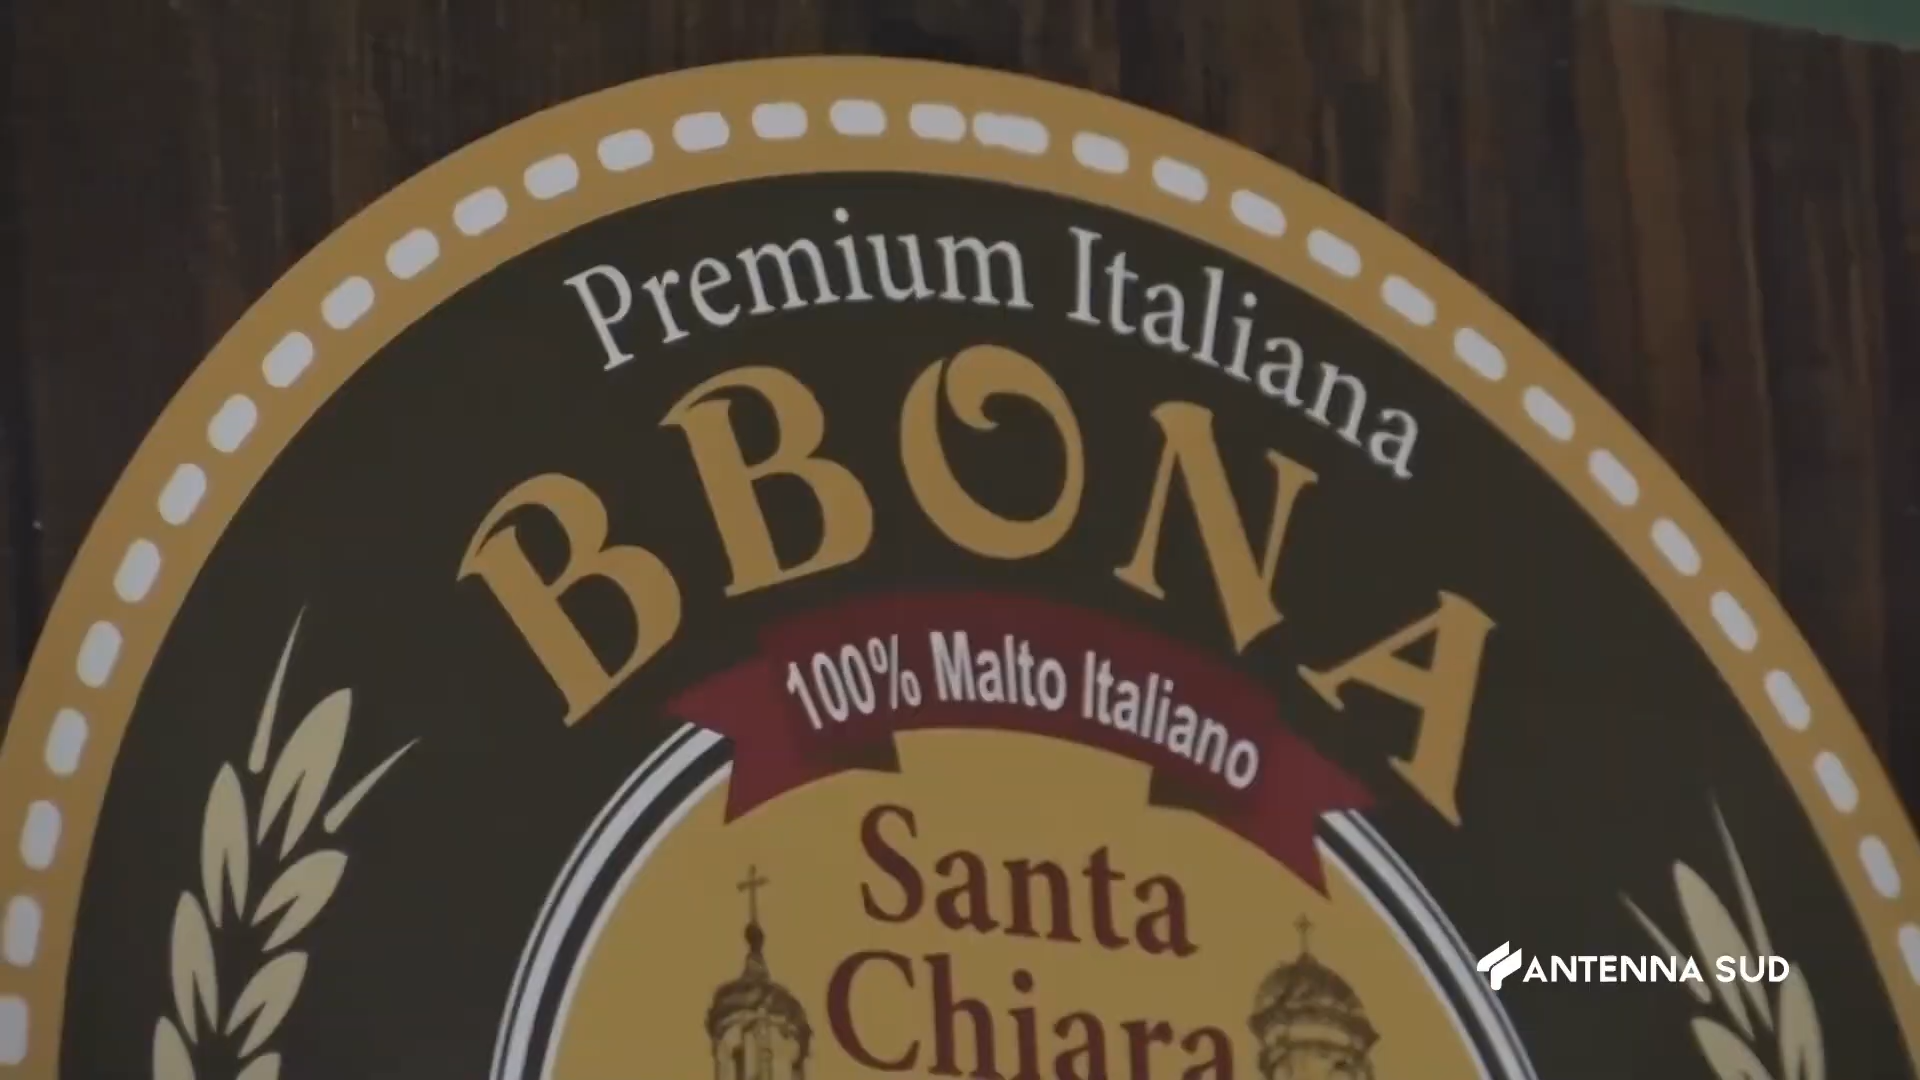 Premium Italiana
BBONA
100% Malto Italiano
Santa
Chiara
ANTENNA SUD